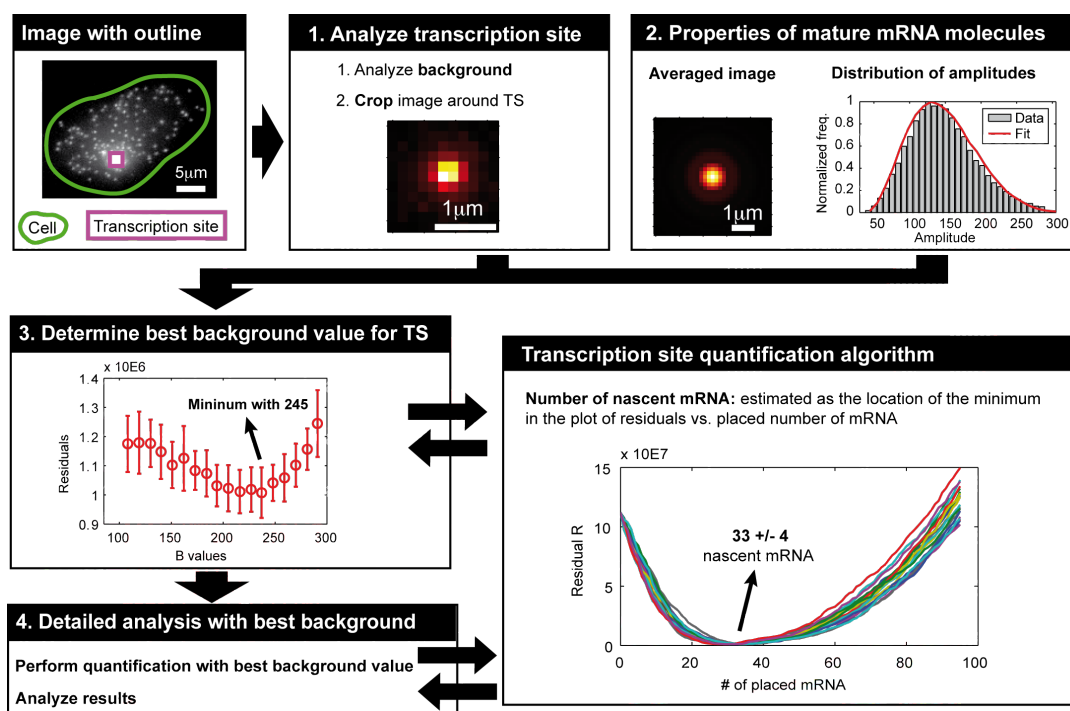 Image with outline
5μm
Cell
Transcription site
1. Analyze transcription site
1. Analyze background
2. Crop image around TS
1μm
2. Properties of mature mRNA molecules
Averaged image
1μm
Distribution of amplitudes
Normalized freq.
1
0.8
0.6
0.4
0.2
0
Data
Fit
50 100 150 200 250 300
Amplitude
3. Determine best background value for TS
x 10E6
Residuals
1.4
1.3
1.2
1.1
1
0.9
Mininum with 245
100 150 200 250 300
B values
Transcription site quantification algorithm
Number of nascent mRNA: estimated as the location of the minimum
in the plot of residuals vs. placed number of mRNA
x 10E7
Residual R
15
10
5
0
33 +/- 4
nascent mRNA
0 20 40 60 80 100
# of placed mRNA
4. Detailed analysis with best background
Perform quantification with best background value
Analyze results